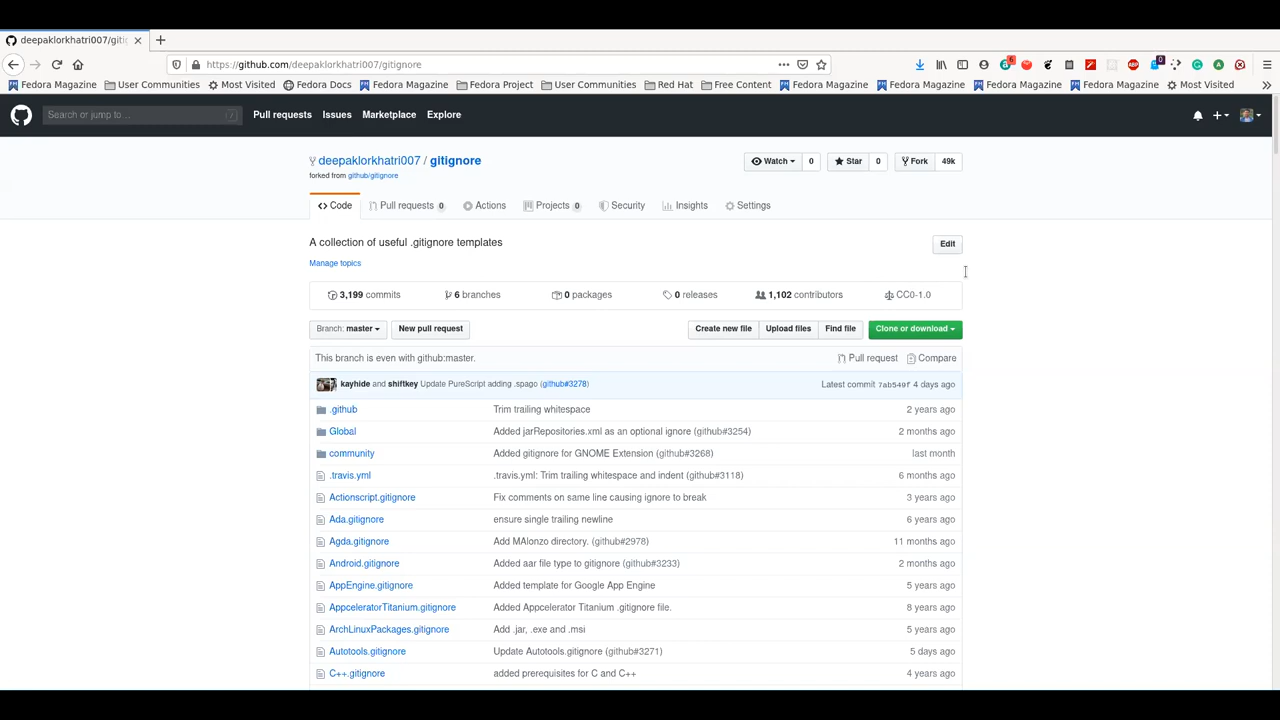 deepaklorkhatri007/gitig
https://github.com/deepaklorkhatri007/gitignore
6
0
Fedora Magazine User Communities Most Visited Fedora Docs Fedora Magazine Fedora Project User Communities Red Hat Free Content Fedora Magazine Fedora Magazine Fedora Magazine Fedora Magazine Most Visited
Search or jump to ... / Pull requests Issues Marketplace Explore
deepaklorkhatri007 / gitignore Watch 0 Star 0 Fork 49k
forked from github/gitignore
Code Pull requests 0 Actions Projects 0 Security Insights Settings
A collection of useful .gitignore templates Edit
Manage topics
3,199 commits 6 branches 0 packages 0 releases 1,102 contributors CC0-1.0
Branch: master New pull request Create new file Upload files Find file Clone or download
This branch is even with github:master. Pull request Compare
kayhide and shiftkey Update PureScript adding .spago (github#3278) Latest commit 7ab549f 4 days ago
.github Trim trailing whitespace 2 years ago
Global Added jarRepositories.xml as an optional ignore (github#3254) 2 months ago
community Added gitignore for GNOME Extension (github#3268) last month
.travis.yml .travis.yml: Trim trailing whitespace and indent (github#3118) 6 months ago
Actionscript.gitignore Fix comments on same line causing ignore to break 3 years ago
Ada.gitignore ensure single trailing newline 6 years ago
Agda.gitignore Add MAlonzo directory. (github#2978) 11 months ago
Android.gitignore Added aar file type to gitignore (github#3233) 2 months ago
AppEngine.gitignore Added template for Google App Engine 5 years ago
AppceleratorTitanium.gitignore Added Appcelerator Titanium .gitignore file. 8 years ago
ArchLinuxPackages.gitignore Add .jar, .exe and .msi 5 years ago
Autotools.gitignore Update Autotools.gitignore (github#3271) 5 days ago
C++.gitignore added prerequisites for C and C++ 4 years ago